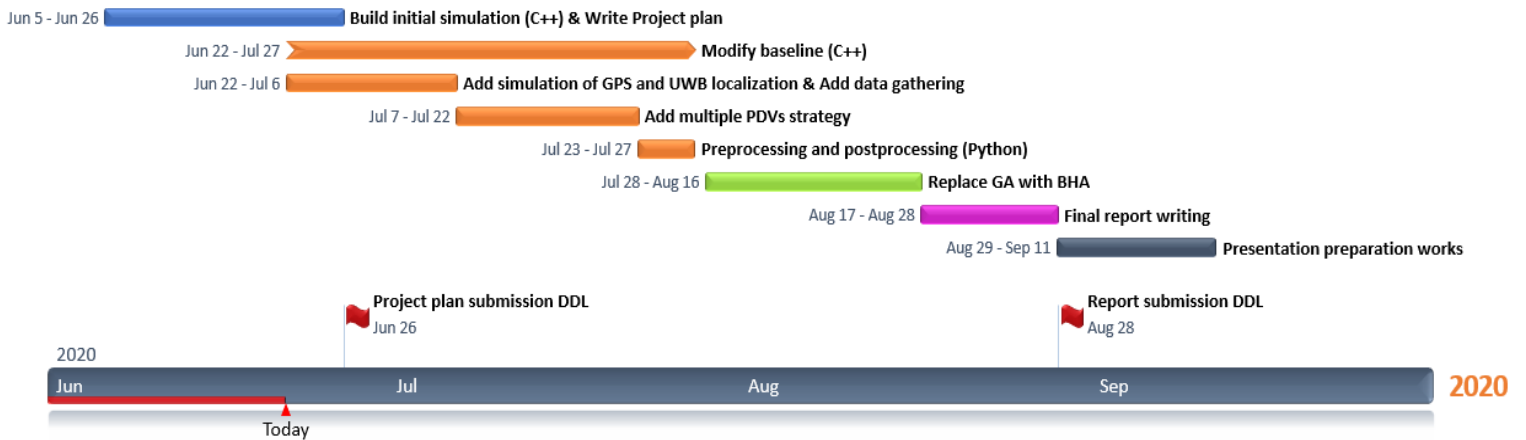 Jun 5 - Jun 26 Build initial simulation (C++) & Write Project plan
Jun 22 - Jul 27 Modify baseline (C++)
Jun 22 - Jul 6 Add simulation of GPS and UWB localization & Add data gathering
Jul 7 - Jul 22 Add multiple PDVs strategy
Jul 23 - Jul 27 Preprocessing and postprocessing (Python)
Jul 28 - Aug 16 Replace GA with BHA
Aug 17 - Aug 28 Final report writing
Aug 29 - Sep 11 Presentation preparation works
Project plan submission DDL
Jun 26
Report submission DDL
Aug 28
2020
Jun Jul Aug Sep 2020
Today